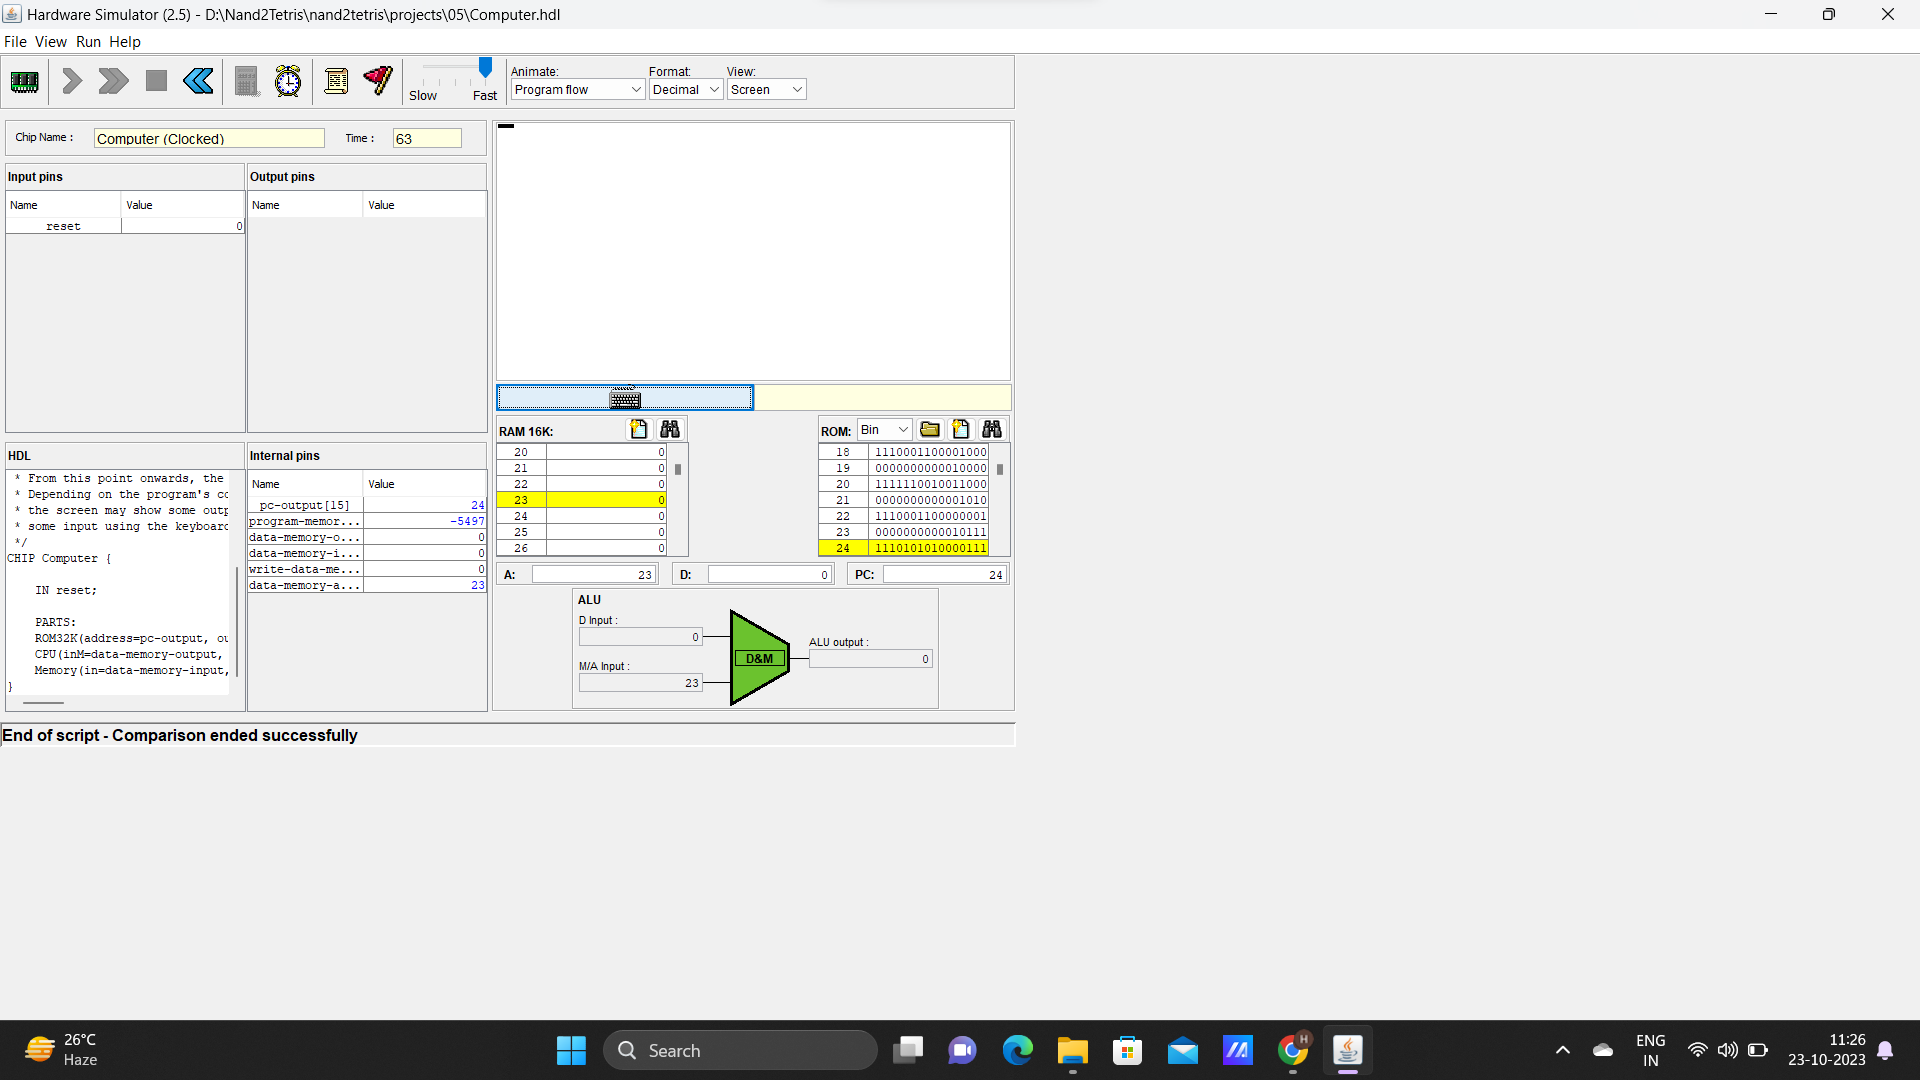 Hardware Simulator (2.5) - D:\Nand2Tetris\nand2tetris\projects\05\Computer.hdl
File View Run Help
Slow Fast
Animate: Format: View:
Program flow Decimal Screen
Chip Name : Computer (Clocked) Time : 63
Input pins
Name Value
reset 0
Output pins
Name Value
HDL
* From this point onwards, the
* Depending on the program's co
* the screen may show some outp
* some input using the keyboard
*/
CHIP Computer {
IN reset;
PARTS:
ROM32K(address=pc-output, ou
CPU(inM=data-memory-output,
Memory(in=data-memory-input,
}
Internal pins
Name Value
pc-output[15] 24
program-memor... -5497
data-memory-o... 0
data-memory-i... 0
write-data-me... 0
data-memory-a... 23
RAM 16K:
20 0
21 0
22 0
23 0
24 0
25 0
26 0
ROM: Bin
18 1110001100001000
19 0000000000010000
20 1111110010011000
21 0000000000001010
22 1110001100000001
23 0000000000010111
24 1110101010000111
A: 23 D: 0 PC: 24
ALU
D Input :
0
M/A Input :
23
D&M
ALU output :
0
End of script - Comparison ended successfully
26°C
Haze
Search
H
ENG
IN
11:26
23-10-2023